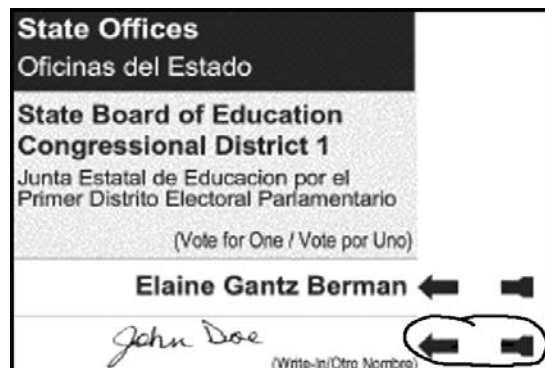 State Offices
Oficinas del Estado
State Board of Education
Congressional District 1
Junta Estatal de Educacion por el
Primer Distrito Electoral Parlamentario
(Vote for One / Vote por Uno)
Elaine Gantz Berman
John Doe
(Write-In/Otro Nombre)